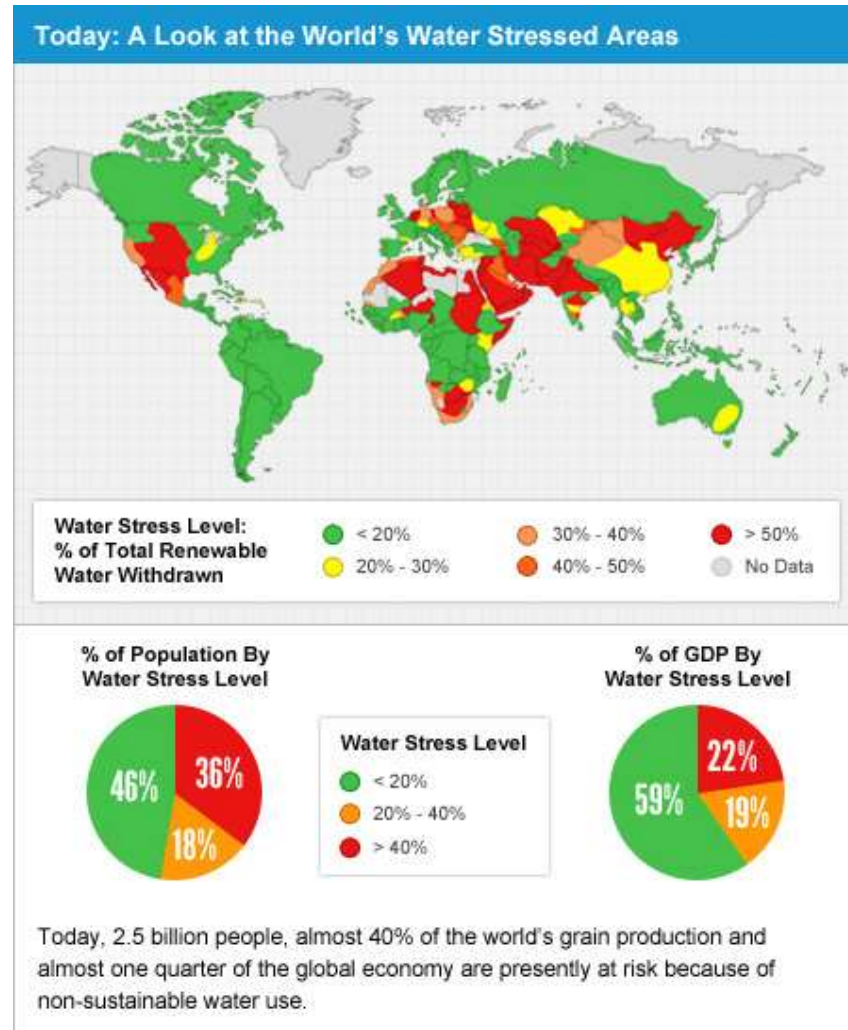 Today: A Look at the World's Water Stressed Areas
Water Stress Level:
% of Total Renewable
Water Withdrawn
< 20%
20% - 30%
30% - 40%
40% - 50%
> 50%
No Data
% of Population By
Water Stress Level
46%
36%
18%
Water Stress Level
< 20%
20% - 40%
> 40%
% of GDP By
Water Stress Level
59%
22%
19%
Today, 2.5 billion people, almost 40% of the world's grain production and
almost one quarter of the global economy are presently at risk because of
non-sustainable water use.